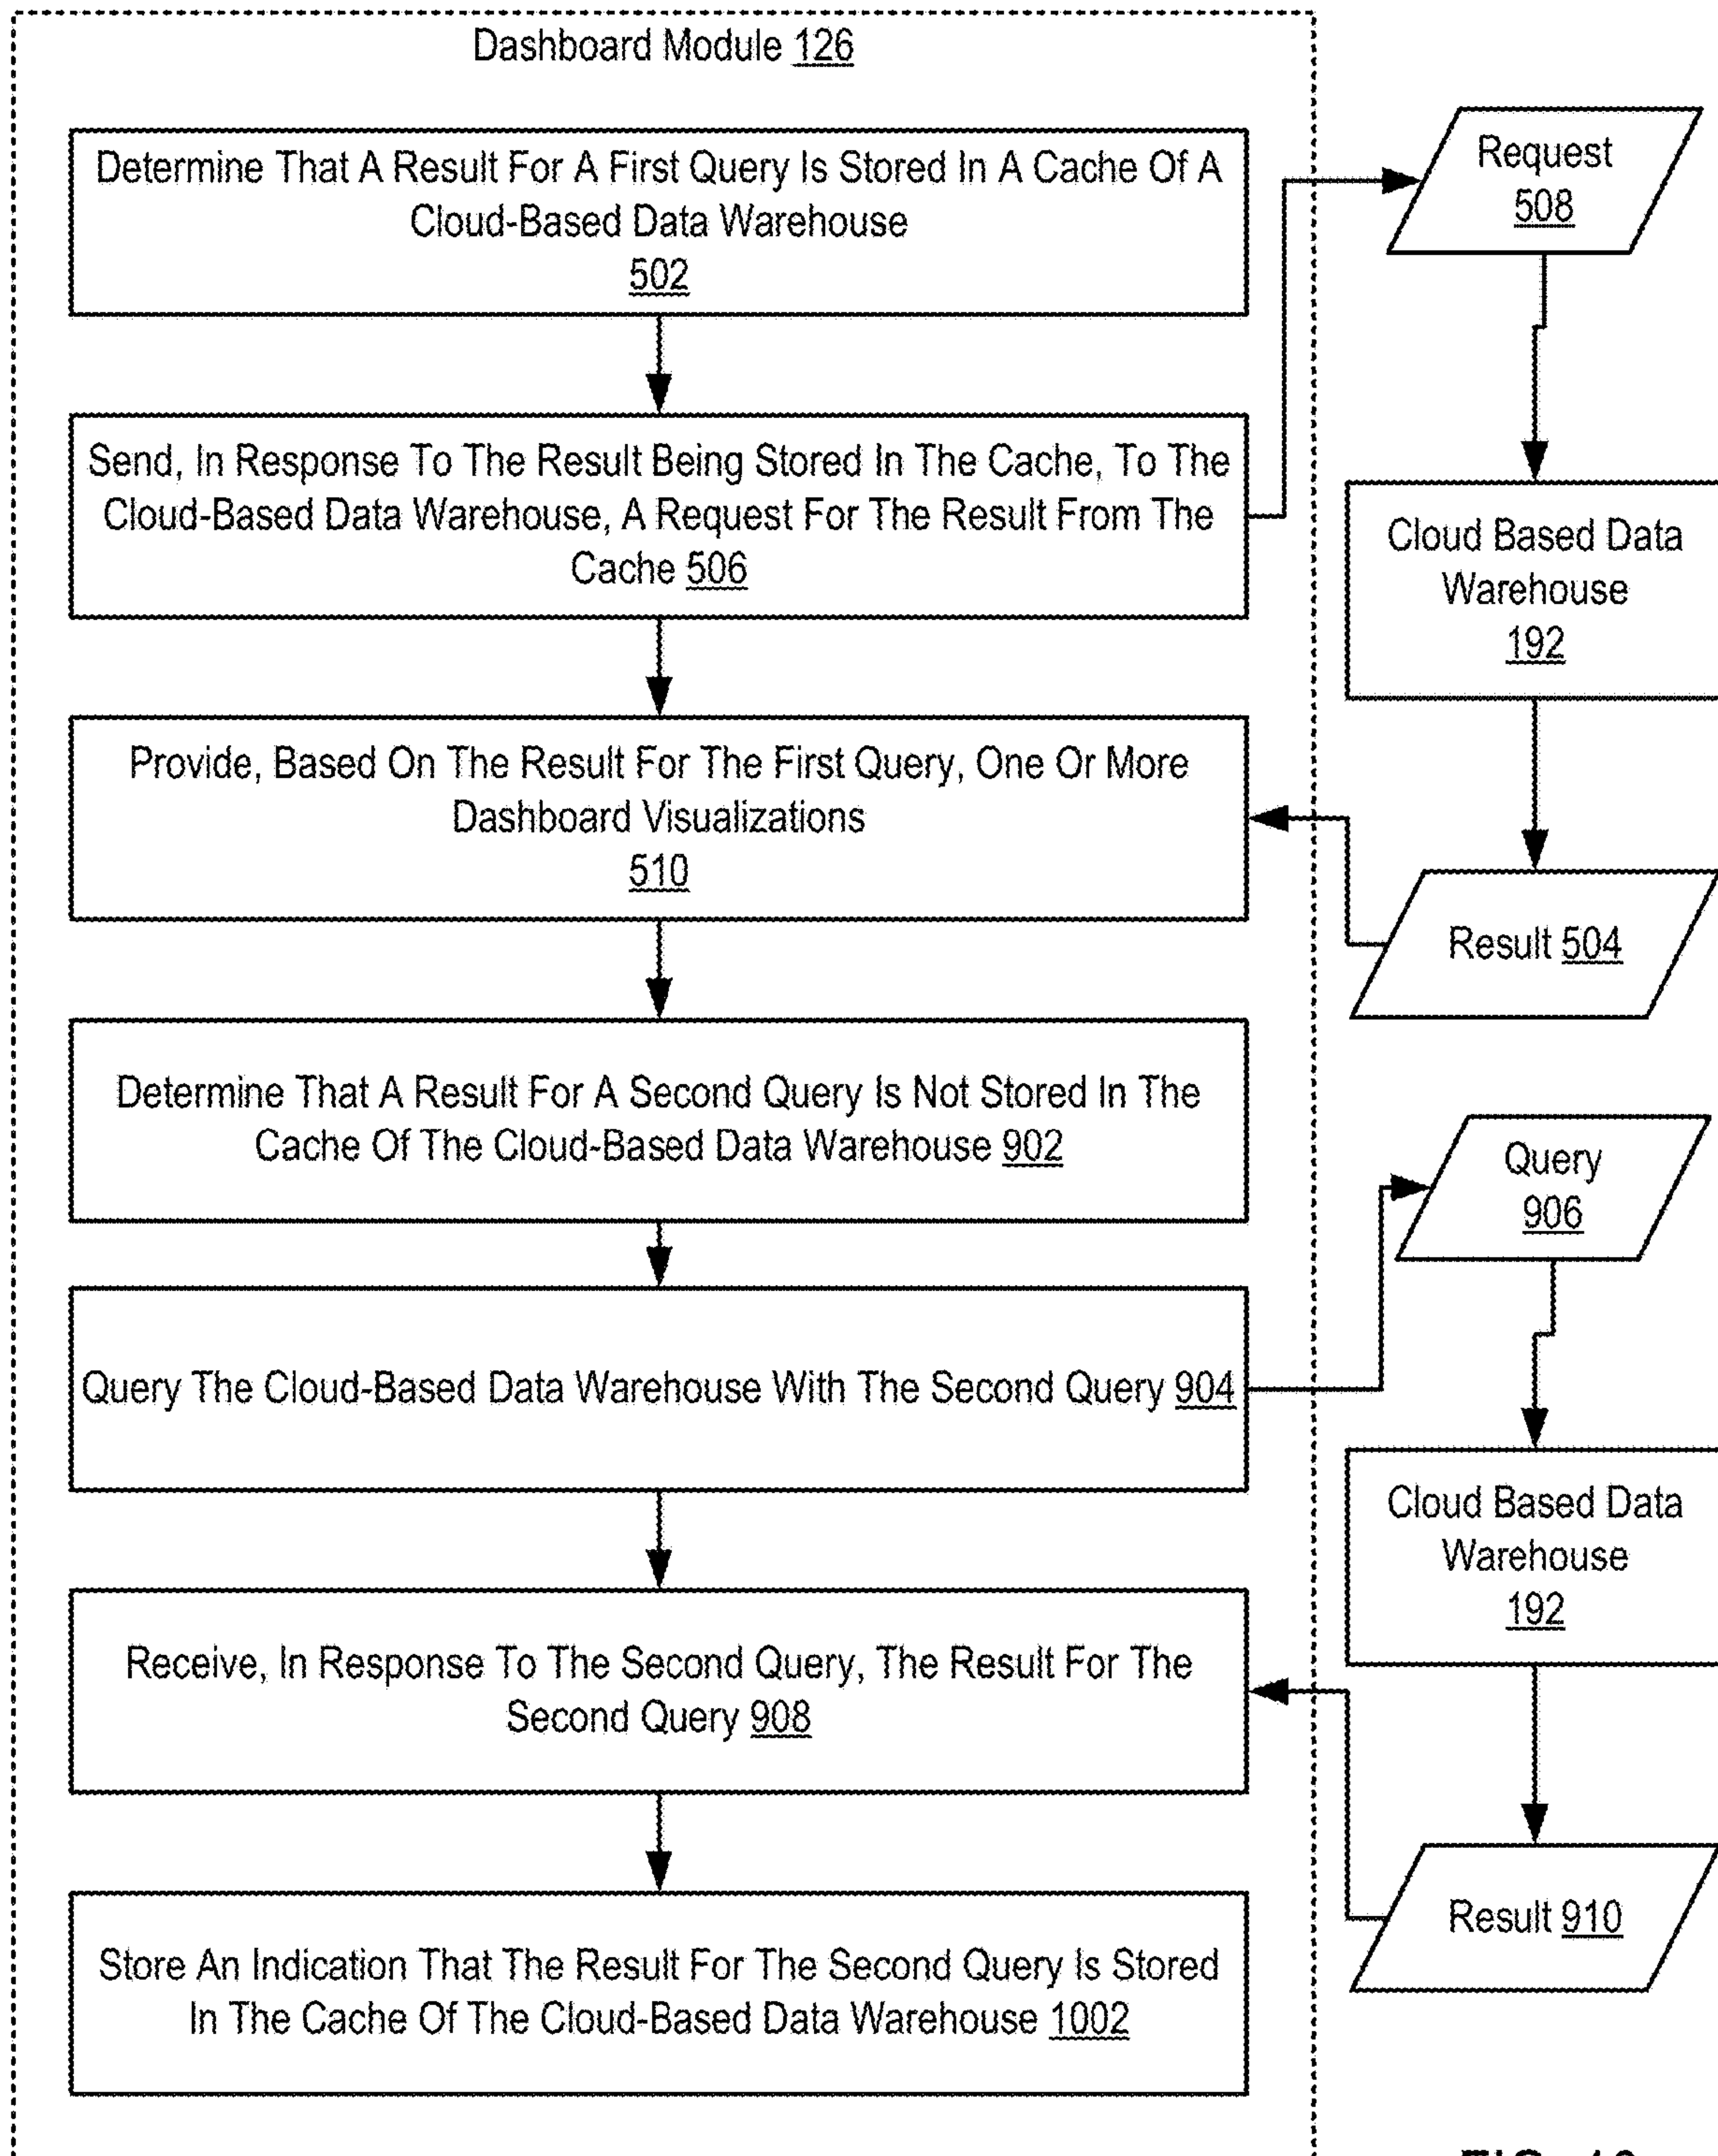 Dashboard Module 126
Determine That A Result For A First Query Is Stored In A Cache Of A
Cloud-Based Data Warehouse
502
Request
508
Send, In Response To The Result Being Stored In The Cache, To The
Cloud-Based Data Warehouse, A Request For The Result From The
Cache 506
Cloud Based Data
Warehouse
192
Provide, Based On The Result For The First Query, One Or More
Dashboard Visualizations
510
Result 504
Determine That A Result For A Second Query Is Not Stored In The
Cache Of The Cloud-Based Data Warehouse 902
Query
906
Query The Cloud-Based Data Warehouse With The Second Query 904
Cloud Based Data
Warehouse
192
Receive, In Response To The Second Query, The Result For The
Second Query 908
Result 910
Store An Indication That The Result For The Second Query Is Stored
In The Cache Of The Cloud-Based Data Warehouse 1002